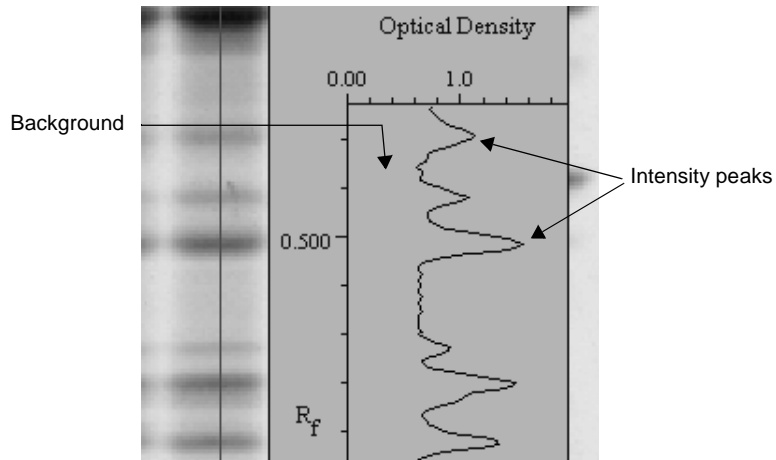 Optical Density
0.00 1.0
Background
Intensity peaks
0.500
Rf